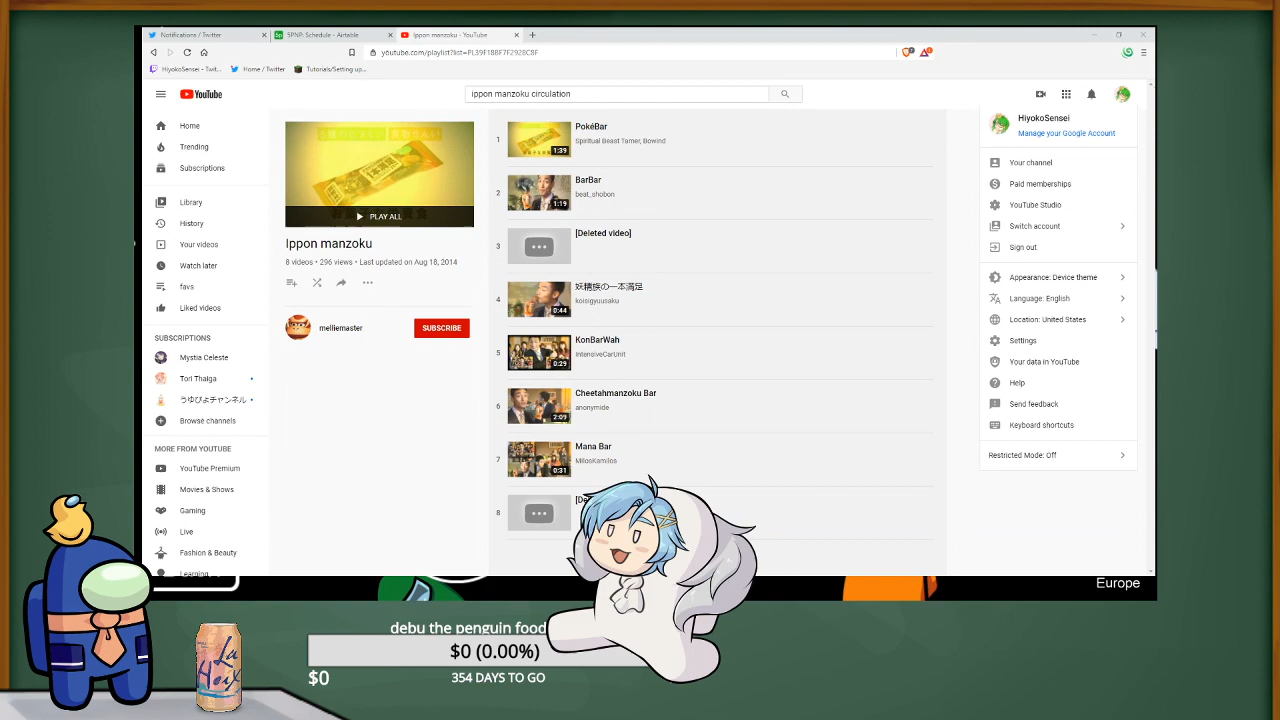 Notifications / Twitter
SPNP: Schedule - Airtable
Ippon manzoku - YouTube
youtube.com/playlist?list=PL39F18BF7F2928C8F
HiyokoSensei - Twit...
Home / Twitter
Tutorials/Setting up...
YouTube
ippon manzoku circulation
Home
Trending
Subscriptions
Library
History
Your videos
Watch later
favs
Liked videos
SUBSCRIPTIONS
Mystia Celeste
Tori Thaiga
うゆぴよチャンネル
Browse channels
MORE FROM YOUTUBE
YouTube Premium
Movies & Shows
Gaming
Live
Fashion & Beauty
Learning
PLAY ALL
Ippon manzoku
8 videos • 296 views • Last updated on Aug 18, 2014
melliemaster
SUBSCRIBE
1
1:39
PokéBar
Spiritual Beast Tamer, Bowind
2
1:19
BarBar
beat_shobon
3
[Deleted video]
4
0:44
妖精族の一本満足
koisigyuusaku
5
0:29
KonBarWah
IntensiveCarUnit
6
2:09
Cheetahmanzoku Bar
anonymide
7
0:31
Mana Bar
MilosKamilos
8
[De
HiyokoSensei
Manage your Google Account
Your channel
Paid memberships
YouTube Studio
Switch account
Sign out
Appearance: Device theme
Language: English
Location: United States
Settings
Your data in YouTube
Help
Send feedback
Keyboard shortcuts
Restricted Mode: Off
Europe
debu the penguin food
$0 (0.00%)
$0
354 DAYS TO GO
La